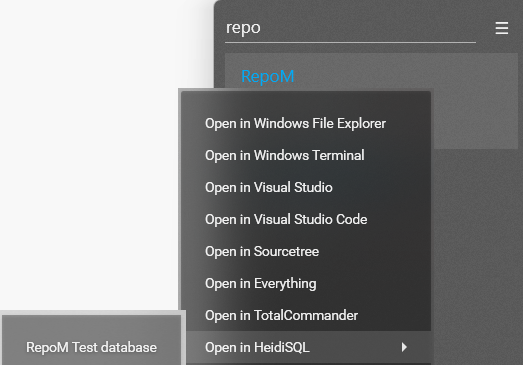 repo
RepoM
Open in Windows File Explorer
Open in Windows Terminal
Open in Visual Studio
Open in Visual Studio Code
Open in Sourcetree
Open in Everything
Open in TotalCommander
Open in HeidiSQL
RepoM Test database